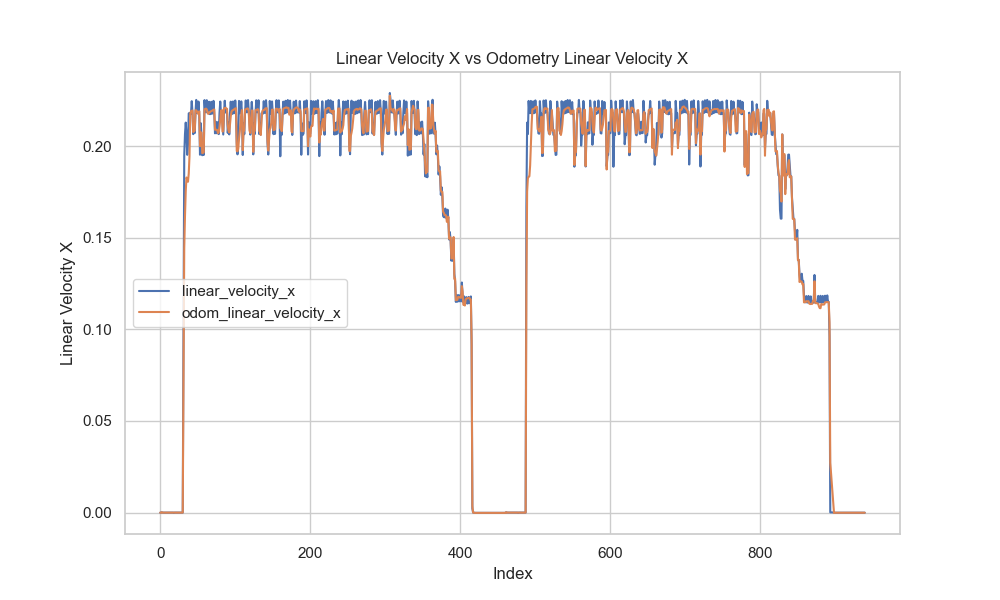 Linear Velocity X vs Odometry Linear Velocity X
Linear Velocity X
0.20
0.15
0.10
0.05
0.00
linear_velocity_x
odom_linear_velocity_x
0 200 400 600 800
Index